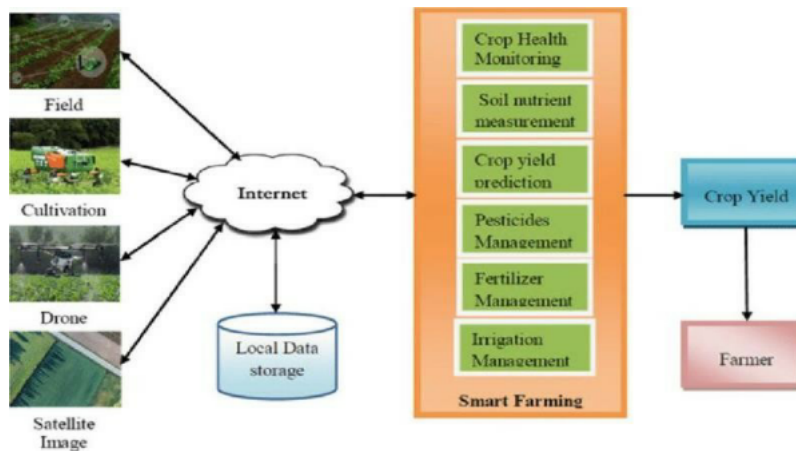 Field
Cultivation
Drone
Satellite
Image
Internet
Local Data
storage
Crop Health
Monitoring
Soil nutrient
measurement
Crop yield
prediction
Pesticides
Management
Fertilizer
Management
Irrigation
Management
Smart Farming
Crop Yield
Farmer